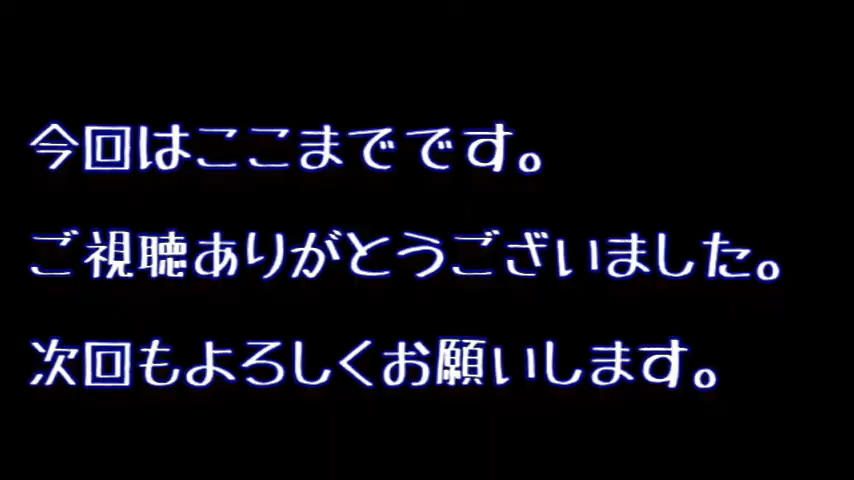 今回はここまでです。
ご視聴ありがとうございました。
次回もよろしくお願いします。